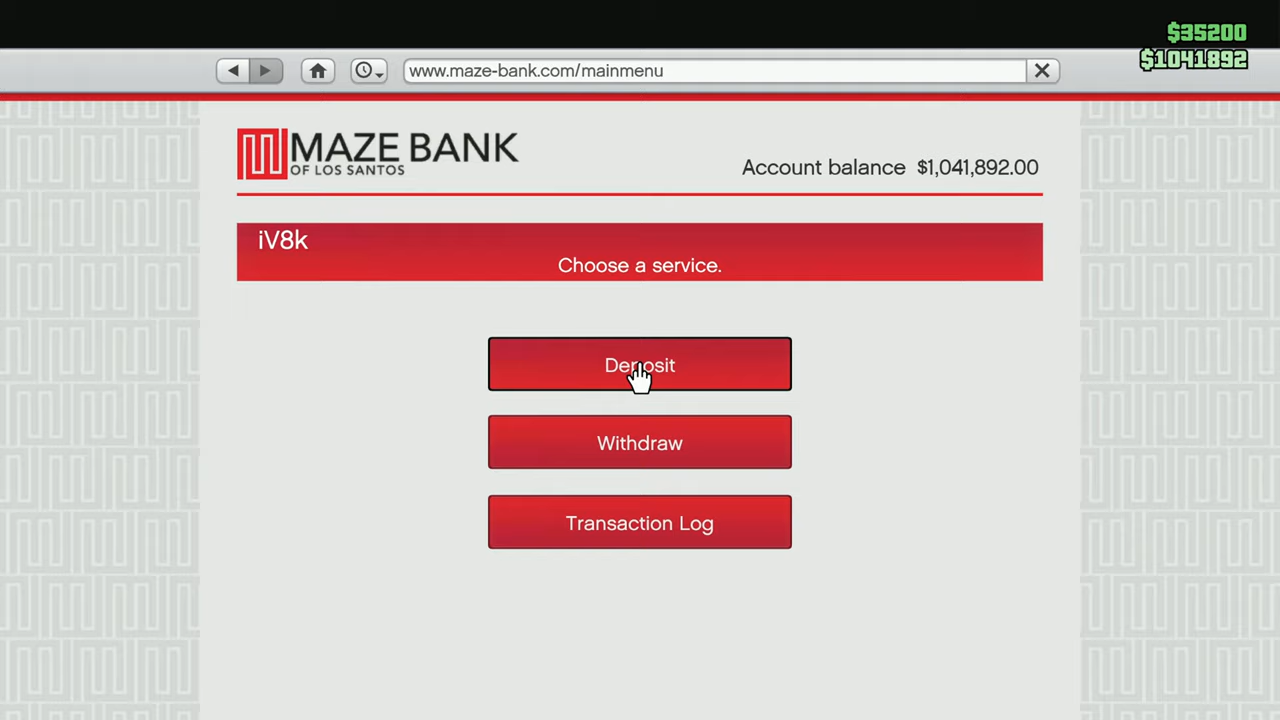 $35200
$1041892
www.maze-bank.com/mainmenu
MAZE BANK
OF LOS SANTOS
Account balance $1,041,892.00
iV8k
Choose a service.
Deposit
Withdraw
Transaction Log